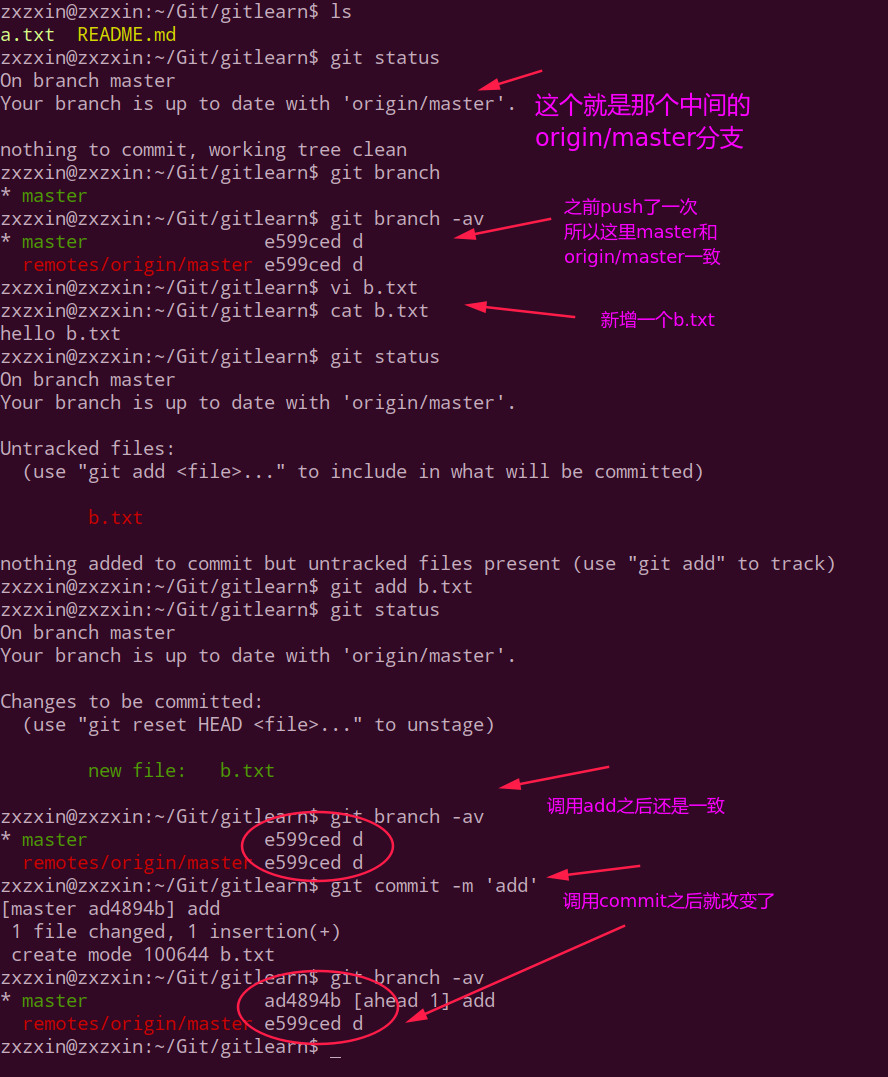 zxzxin@zxzxin:~/Git/gitlearn$ ls
a.txt  README.md
zxzxin@zxzxin:~/Git/gitlearn$ git status
On branch master
Your branch is up to date with 'origin/master'.
这个就是那个中间的
origin/master分支
nothing to commit, working tree clean
zxzxin@zxzxin:~/Git/gitlearn$ git branch
* master
zxzxin@zxzxin:~/Git/gitlearn$ git branch -av
* master                e599ced d
  remotes/origin/master e599ced d
之前push了一次
所以这里master和
origin/master一致
zxzxin@zxzxin:~/Git/gitlearn$ vi b.txt
zxzxin@zxzxin:~/Git/gitlearn$ cat b.txt
新增一个b.txt
hello b.txt
zxzxin@zxzxin:~/Git/gitlearn$ git status
On branch master
Your branch is up to date with 'origin/master'.
Untracked files:
  (use "git add <file>..." to include in what will be committed)
        b.txt
nothing added to commit but untracked files present (use "git add" to track)
zxzxin@zxzxin:~/Git/gitlearn$ git add b.txt
zxzxin@zxzxin:~/Git/gitlearn$ git status
On branch master
Your branch is up to date with 'origin/master'.
Changes to be committed:
  (use "git reset HEAD <file>..." to unstage)
        new file:   b.txt
zxzxin@zxzxin:~/Git/gitlearn$ git branch -av
调用add之后还是一致
* master                e599ced d
  remotes/origin/master e599ced d
zxzxin@zxzxin:~/Git/gitlearn$ git commit -m 'add'
调用commit之后就改变了
[master ad4894b] add
 1 file changed, 1 insertion(+)
 create mode 100644 b.txt
zxzxin@zxzxin:~/Git/gitlearn$ git branch -av
* master                ad4894b [ahead 1] add
  remotes/origin/master e599ced d
zxzxin@zxzxin:~/Git/gitlearn$ _